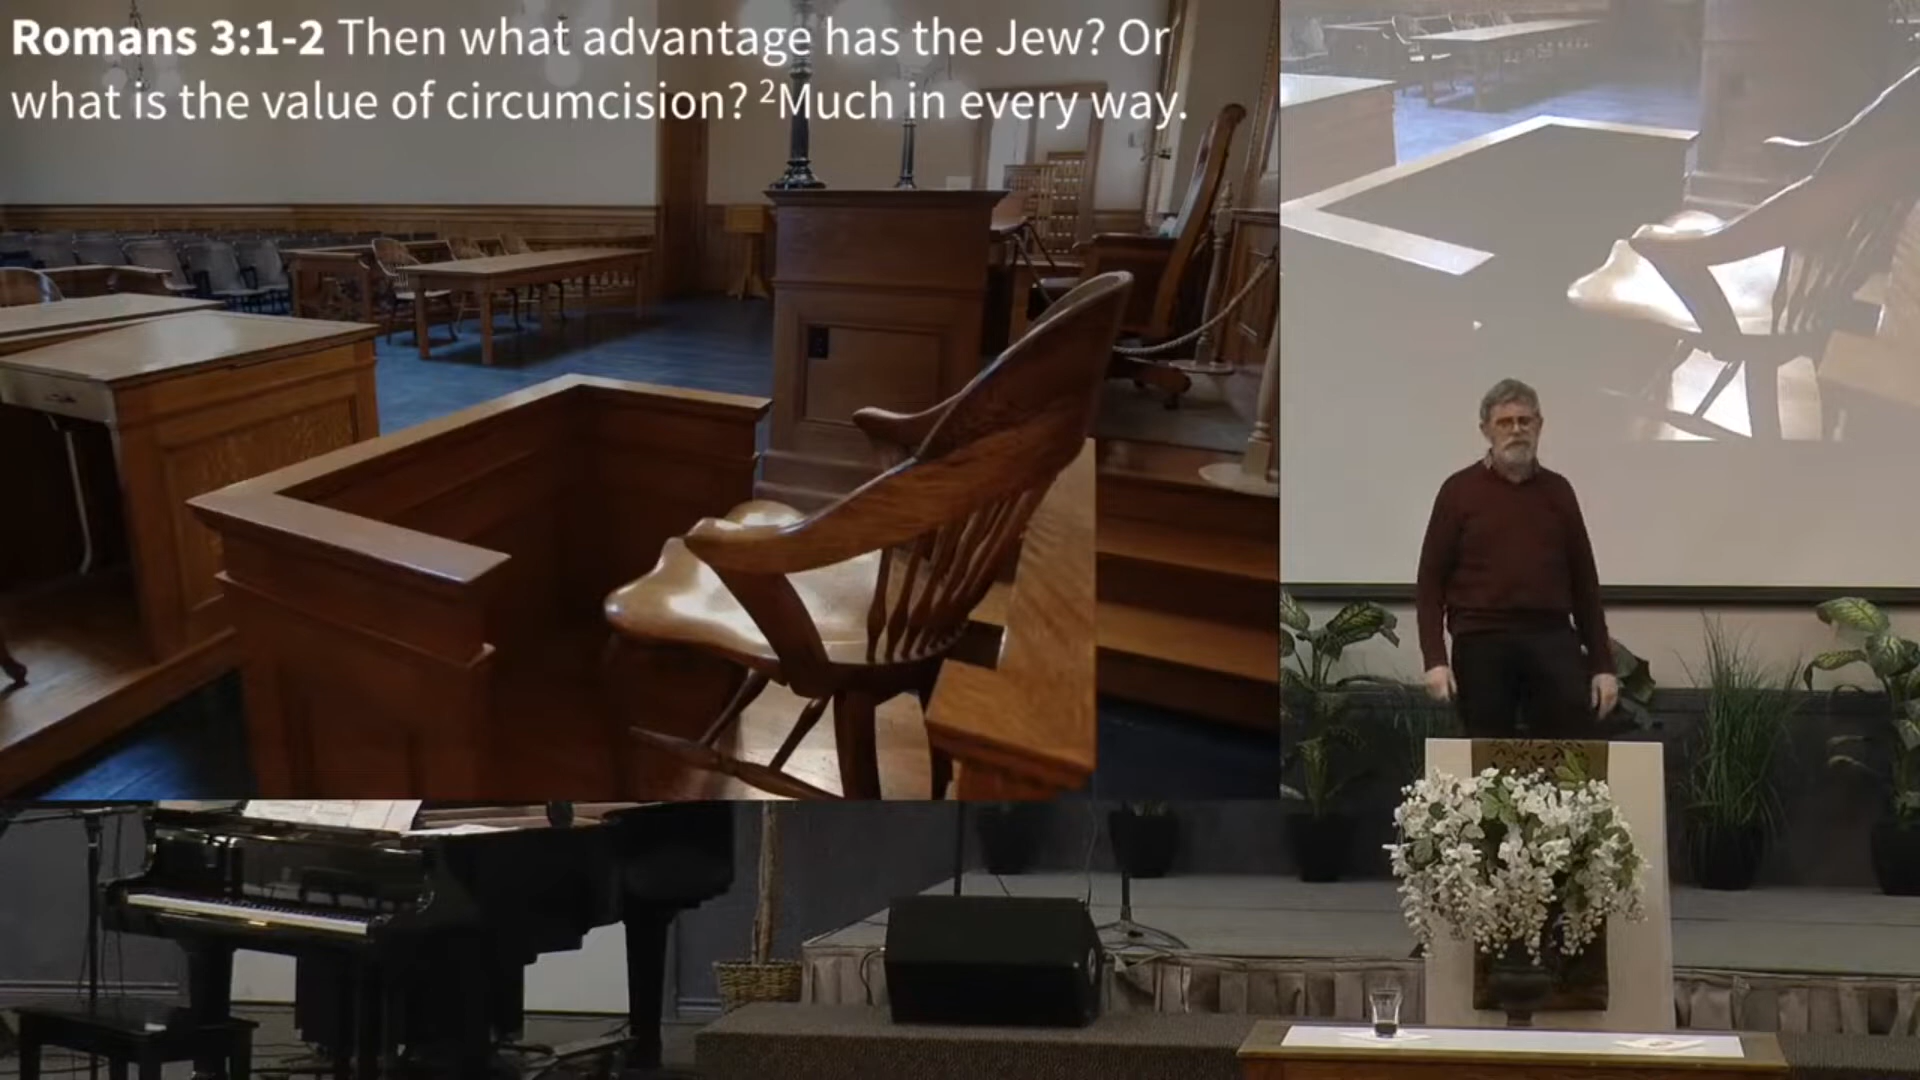 Romans 3:1-2 Then what advantage has the Jew? Or
what is the value of circumcision? ²Much in every way.